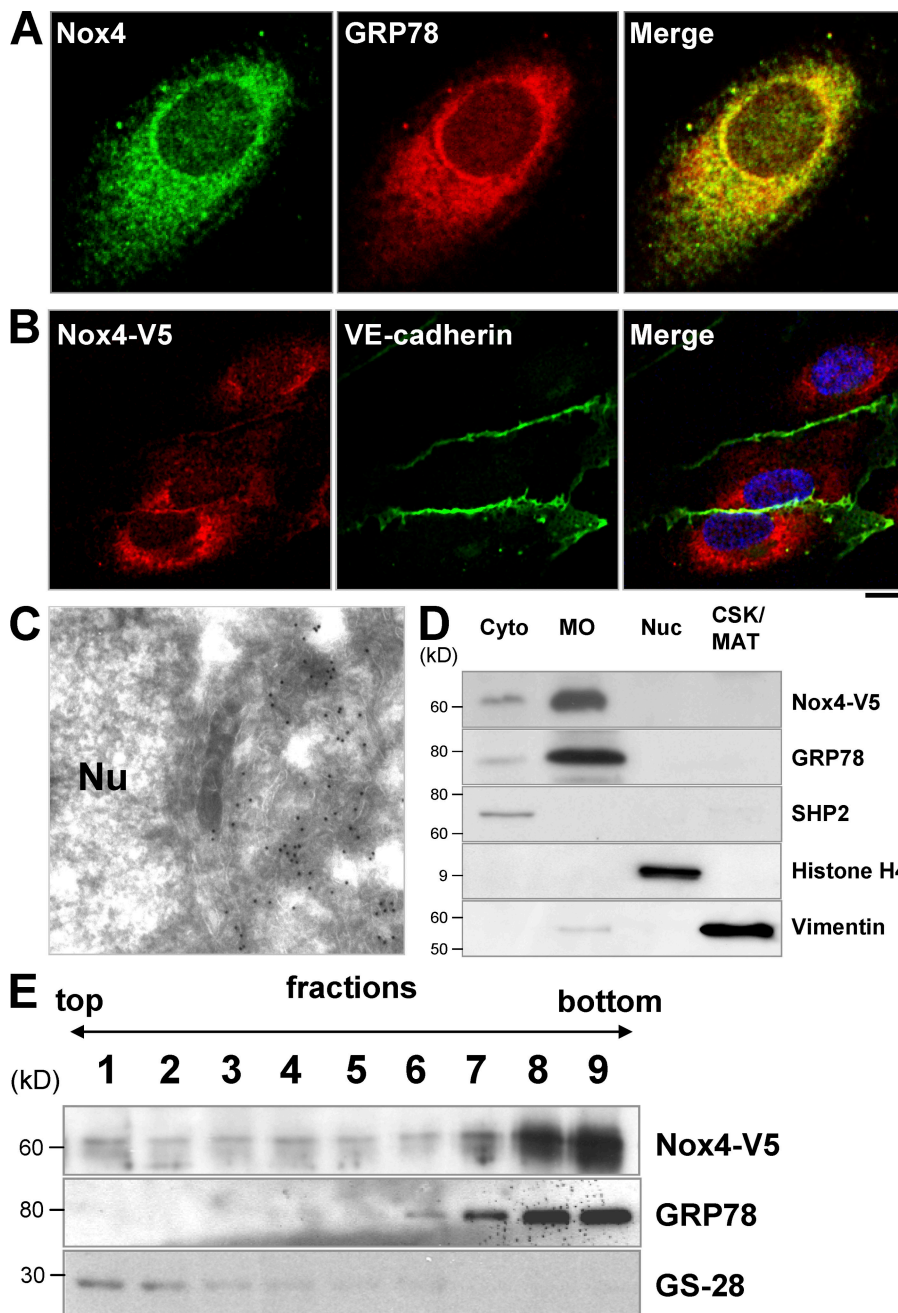 A
Nox4 GRP78 Merge
B
Nox4-V5 VE-cadherin Merge
C
Nu
D
Cyto MO Nuc CSK/
MAT
(kD)
60 Nox4-V5
80 GRP78
80
60 SHP2
9 Histone H4
60 Vimentin
50
E
top fractions bottom
(kD) 1 2 3 4 5 6 7 8 9
60 Nox4-V5
80 GRP78
30 GS-28